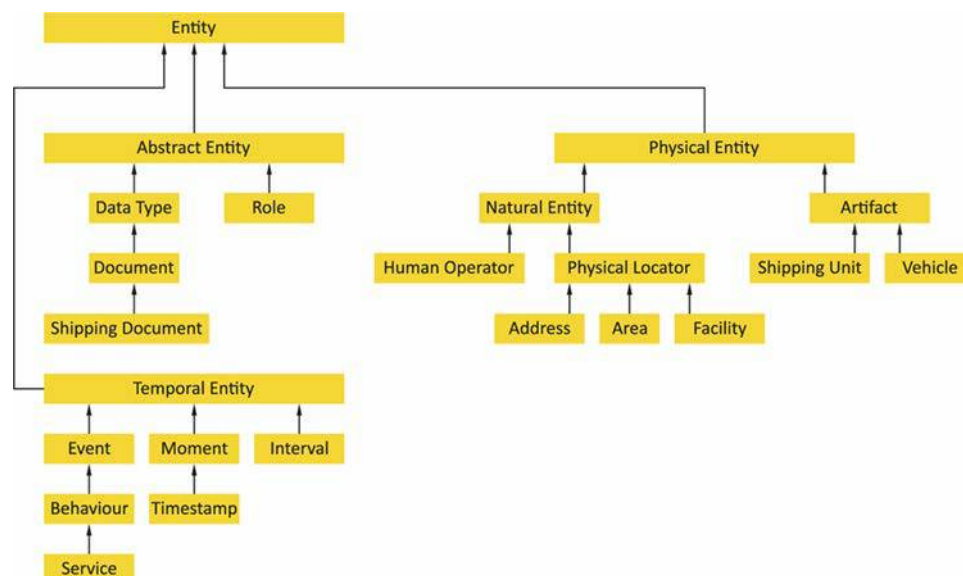 Entity
Abstract Entity
Physical Entity
Data Type
Role
Natural Entity
Artifact
Document
Human Operator
Physical Locator
Shipping Unit
Vehicle
Shipping Document
Address
Area
Facility
Temporal Entity
Event
Moment
Interval
Behaviour
Timestamp
Service